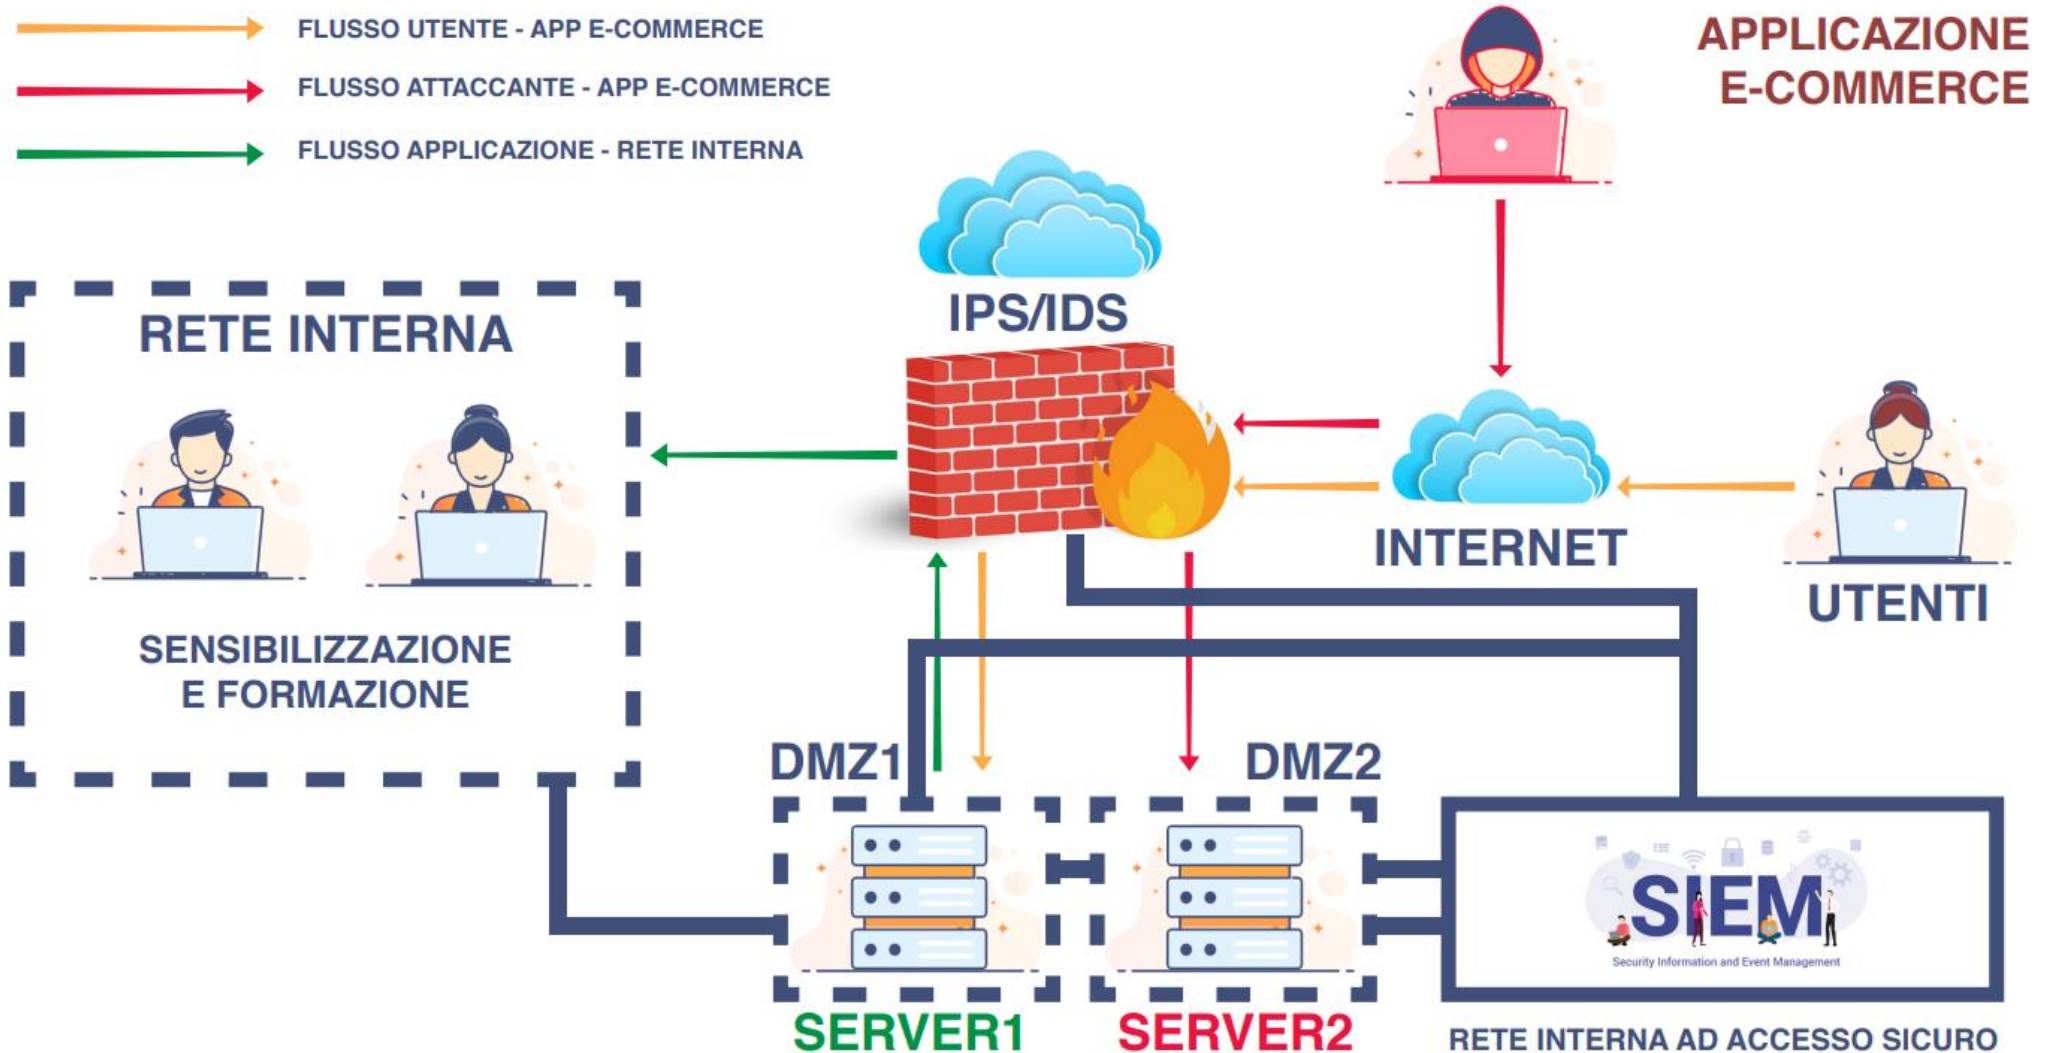 FLUSSO UTENTE - APP E-COMMERCE
FLUSSO ATTACCANTE - APP E-COMMERCE
FLUSSO APPLICAZIONE - RETE INTERNA
APPLICAZIONE
E-COMMERCE
IPS/IDS
RETE INTERNA
INTERNET
UTENTI
SENSIBILIZZAZIONE
E FORMAZIONE
DMZ1
DMZ2
SIEM
Security Information and Event Management
SERVER1
SERVER2
RETE INTERNA AD ACCESSO SICURO